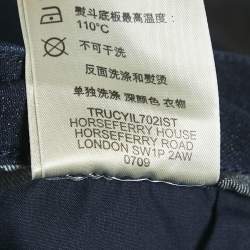 熨斗底板最高温度：
110°C
不可干洗
反面洗涤和熨烫
单独洗涤 深颜色 衣物
TRUCYIL702IST
HORSEFERRY HOUSE
HORSEFERRY ROAD
LONDON SW1P 2AW
0709